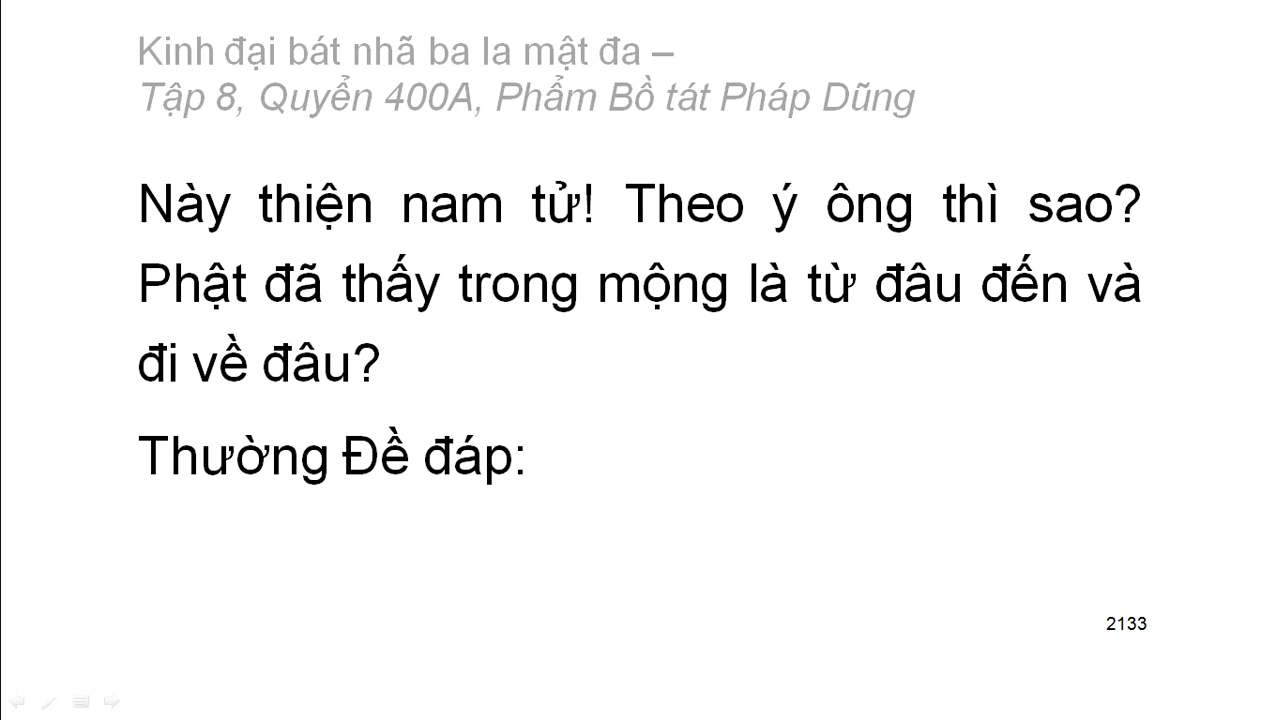 Kinh đại bát nhã ba la mật đa –
Tập 8, Quyển 400A, Phẩm Bồ tát Pháp Dũng
Này thiện nam tử! Theo ý ông thì sao?
Phật đã thấy trong mộng là từ đâu đến và
đi về đâu?
Thường Đề đáp:
2133